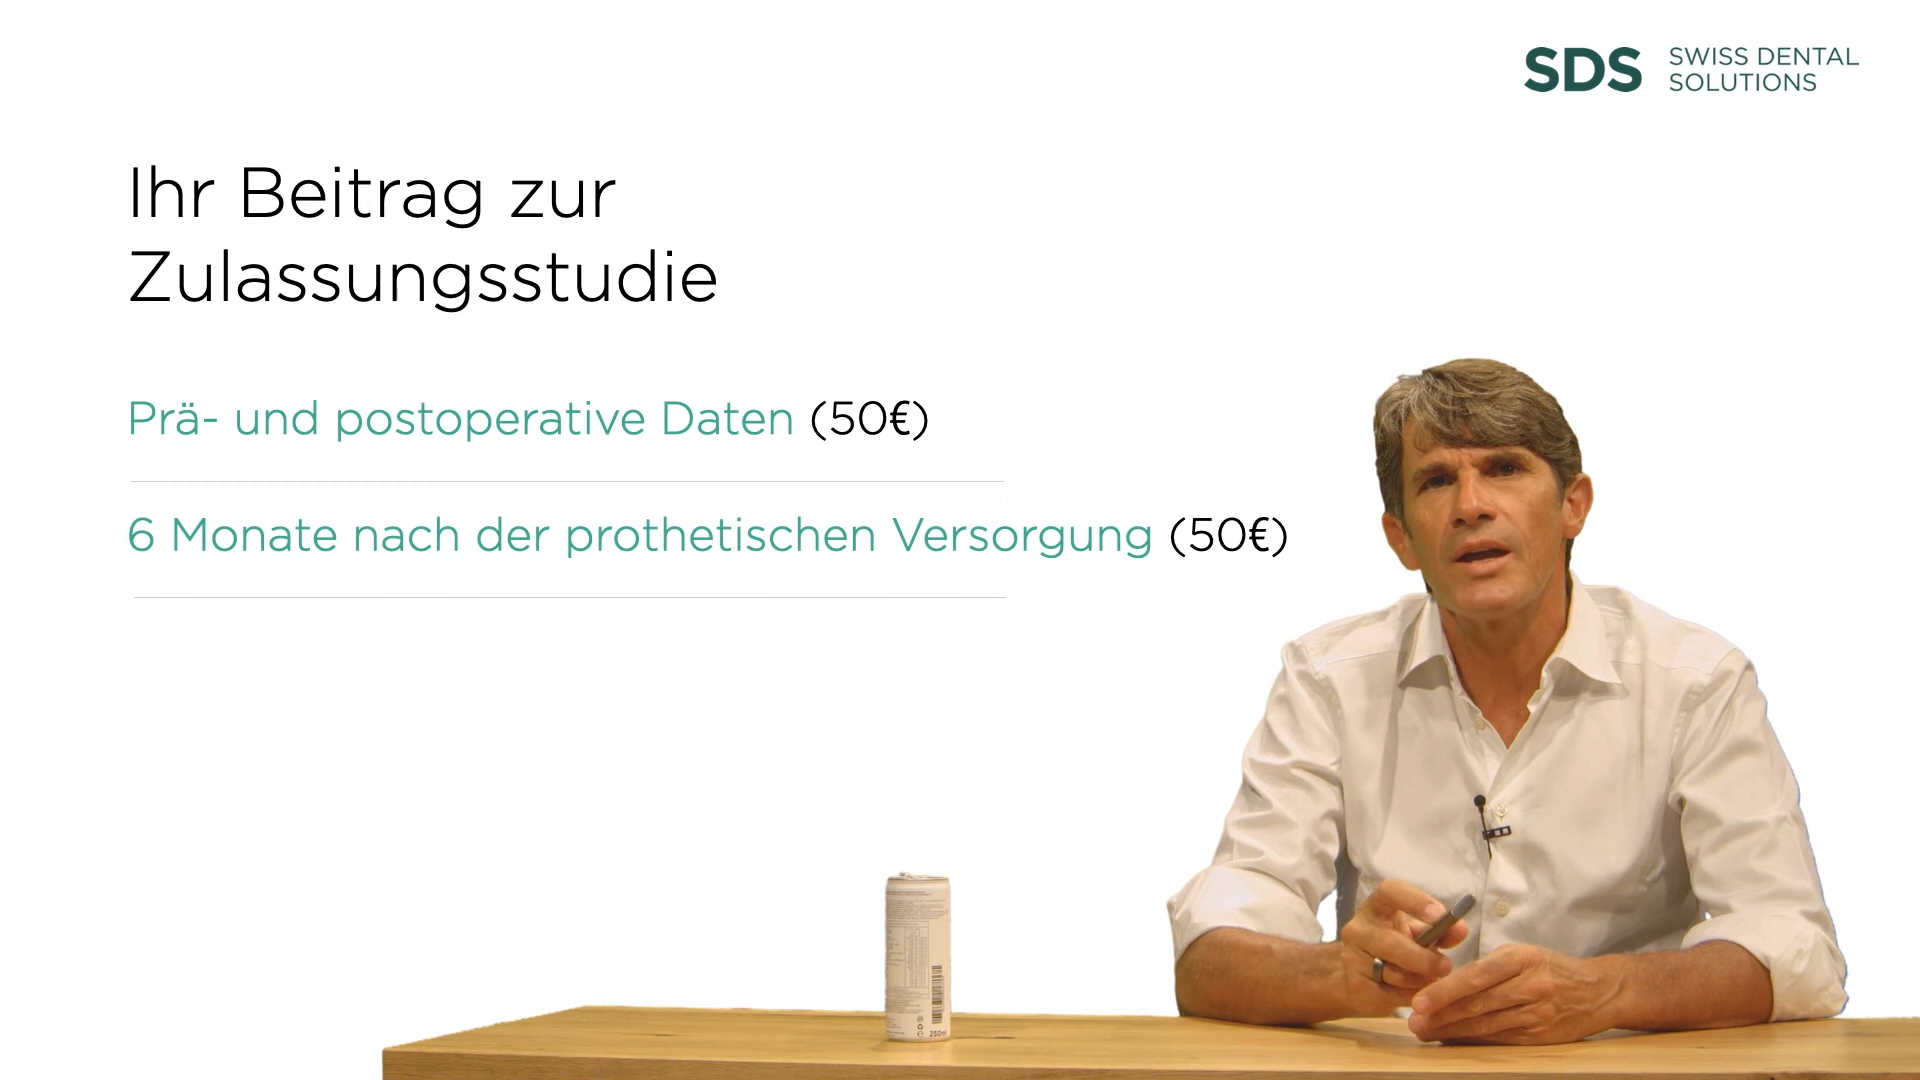 SDS SWISS DENTAL
SOLUTIONS
Ihr Beitrag zur
Zulassungsstudie
Prä- und postoperative Daten (50€)
6 Monate nach der prothetischen Versorgung (50€)
250ml